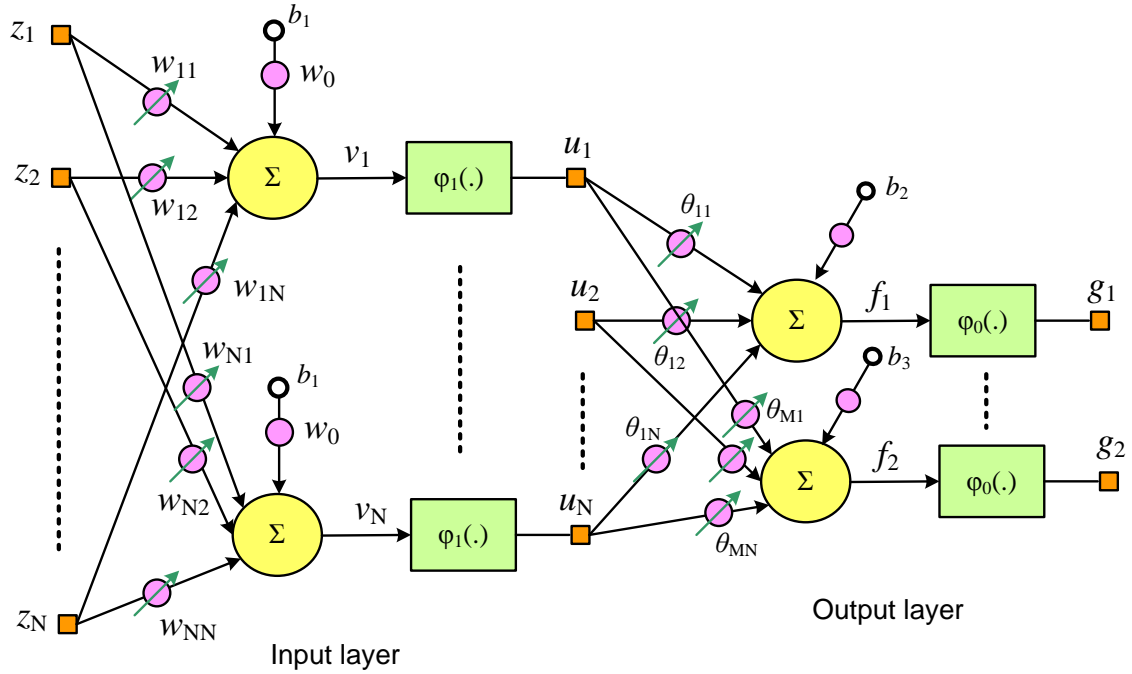 z1
b1
w11
w0
z2
w12
Σ
v1
φ1(.)
u1
w1N
θ11
b2
u2
θ12
Σ
f1
φ0(.)
g1
wN1
b1
w0
b3
θM1
θ1N
wN2
Σ
vN
φ1(.)
uN
Σ
f2
φ0(.)
g2
θMN
zN
wNN
Input layer
Output layer